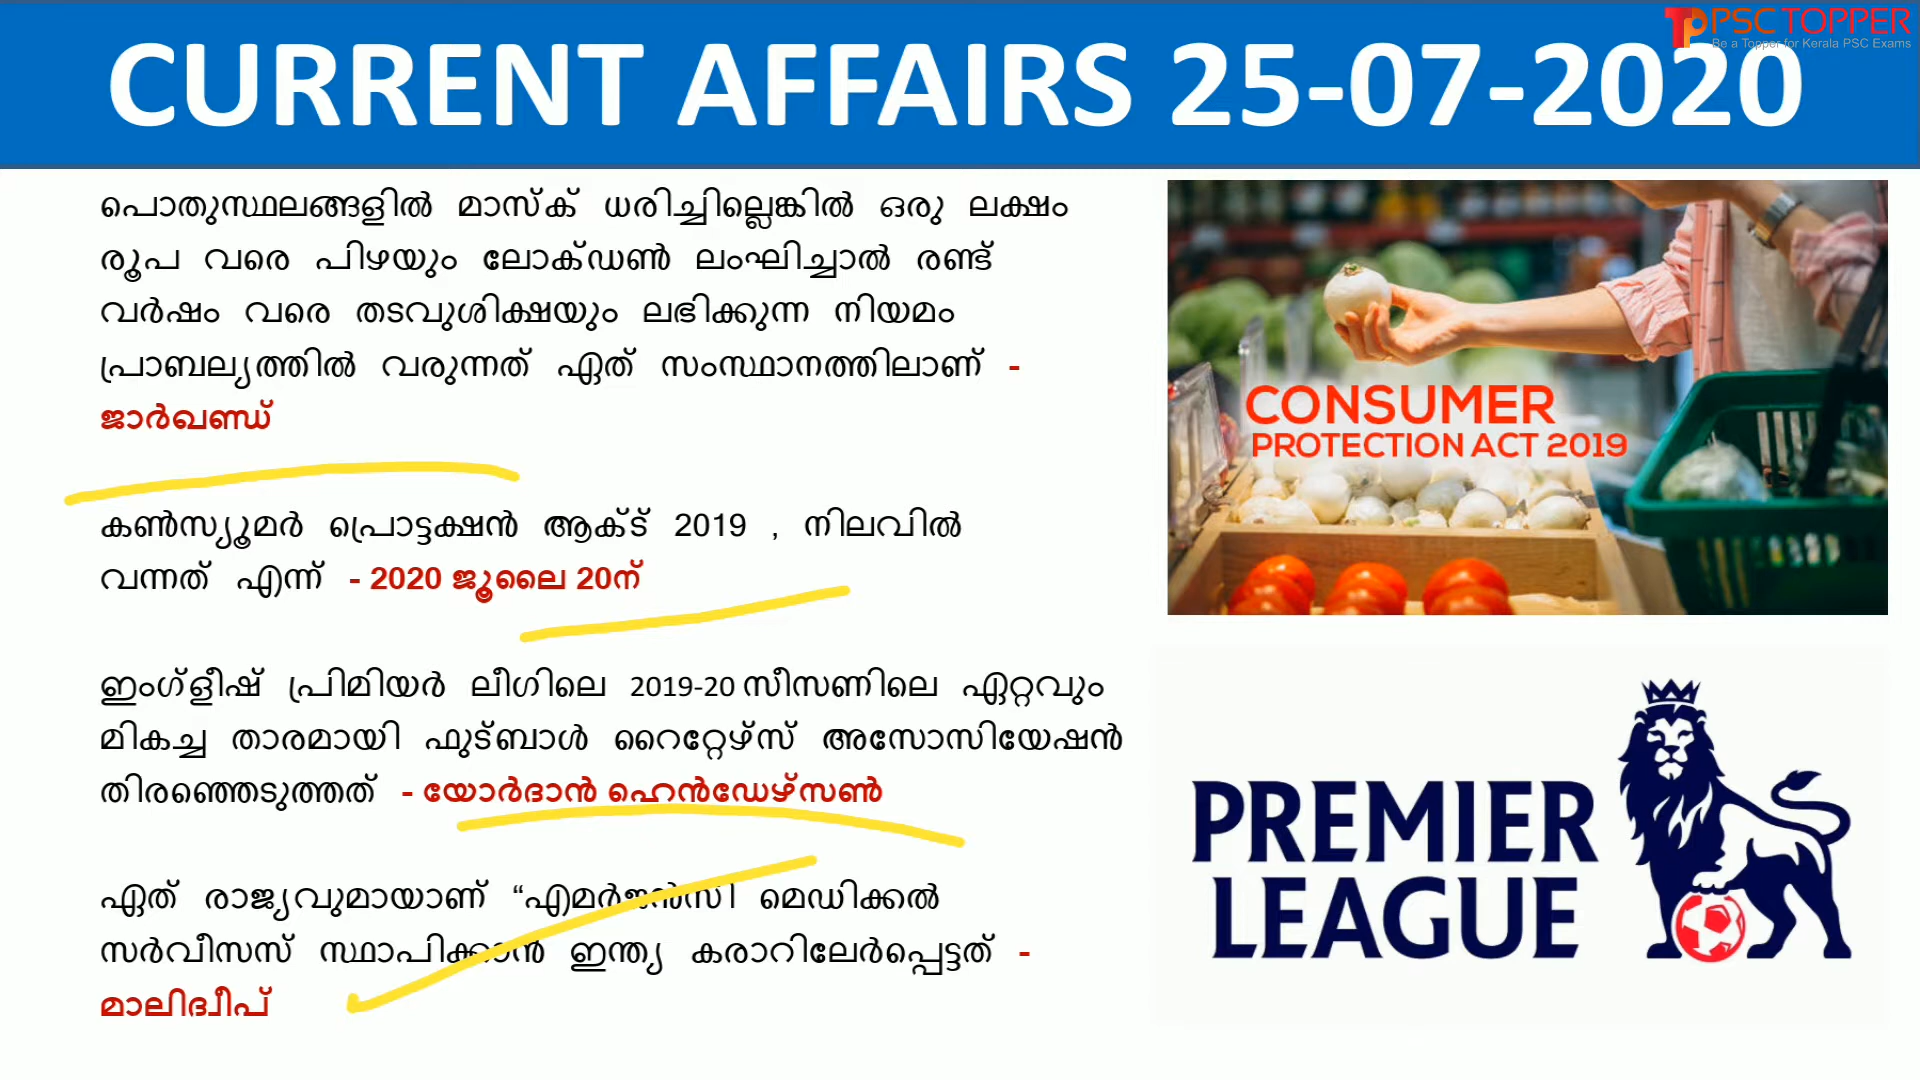 PSC TOPPER
Be a Topper for Kerala PSC Exams
CURRENT AFFAIRS 25-07-2020
പൊതുസ്ഥലങ്ങളിൽ മാസ്ക് ധരിച്ചില്ലെങ്കിൽ ഒരു ലക്ഷം
രൂപ വരെ പിഴയും ലോക്ഡൺ ലംഘിച്ചാൽ രണ്ട്
വർഷം വരെ തടവുശിക്ഷയും ലഭിക്കുന്ന നിയമം
പ്രാബല്യത്തിൽ വരുന്നത് ഏത് സംസ്ഥാനത്തിലാണ് -
ജാർഖണ്ഡ്
കൺസ്യൂമർ പ്രൊട്ടക്ഷൻ ആക്ട് 2019 , നിലവിൽ
വന്നത് എന്ന് - 2020 ജൂലൈ 20ന്
ഇംഗ്ളീഷ് പ്രിമിയർ ലീഗിലെ 2019-20 സീസണിലെ ഏറ്റവും
മികച്ച താരമായി ഫുട്ബാൾ റൈറ്റേഴ്സ് അസോസിയേഷൻ
തിരഞ്ഞെടുത്തത് - യോർദാൻ ഹെൻഡേഴ്സൺ
ഏത് രാജ്യവുമായാണ് “എമർജൻസി മെഡിക്കൽ
സർവീസസ് സ്ഥാപിക്കാൻ ഇന്ത്യ കരാറിലേർപ്പെട്ടത് -
മാലിദ്വീപ്
CONSUMER
PROTECTION ACT 2019
PREMIER
LEAGUE